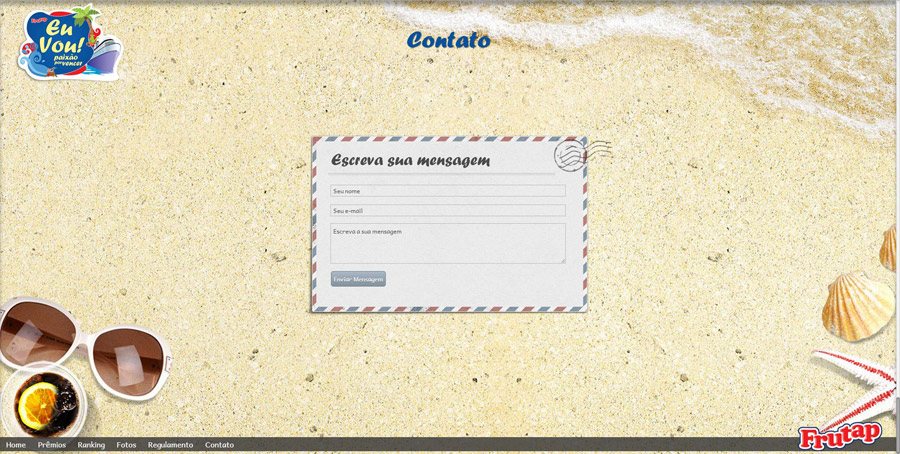 Frutap
Eu
Vou!
paixão
por vencer
Contato
Escreva sua mensagem
Seu nome
Seu e-mail
Escreva a sua mensagem
Enviar Mensagem
Home Prêmios Ranking Fotos Regulamento Contato
Frutap